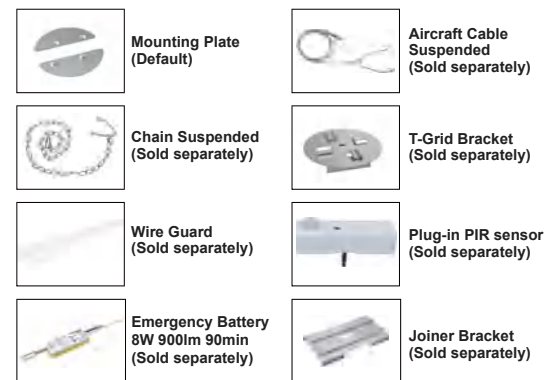 Mounting Plate
(Default)
Aircraft Cable
Suspended
(Sold separately)
Chain Suspended
(Sold separately)
T-Grid Bracket
(Sold separately)
Wire Guard
(Sold separately)
Plug-in PIR sensor
(Sold separately)
Emergency Battery
8W 900lm 90min
(Sold separately)
Joiner Bracket
(Sold separately)